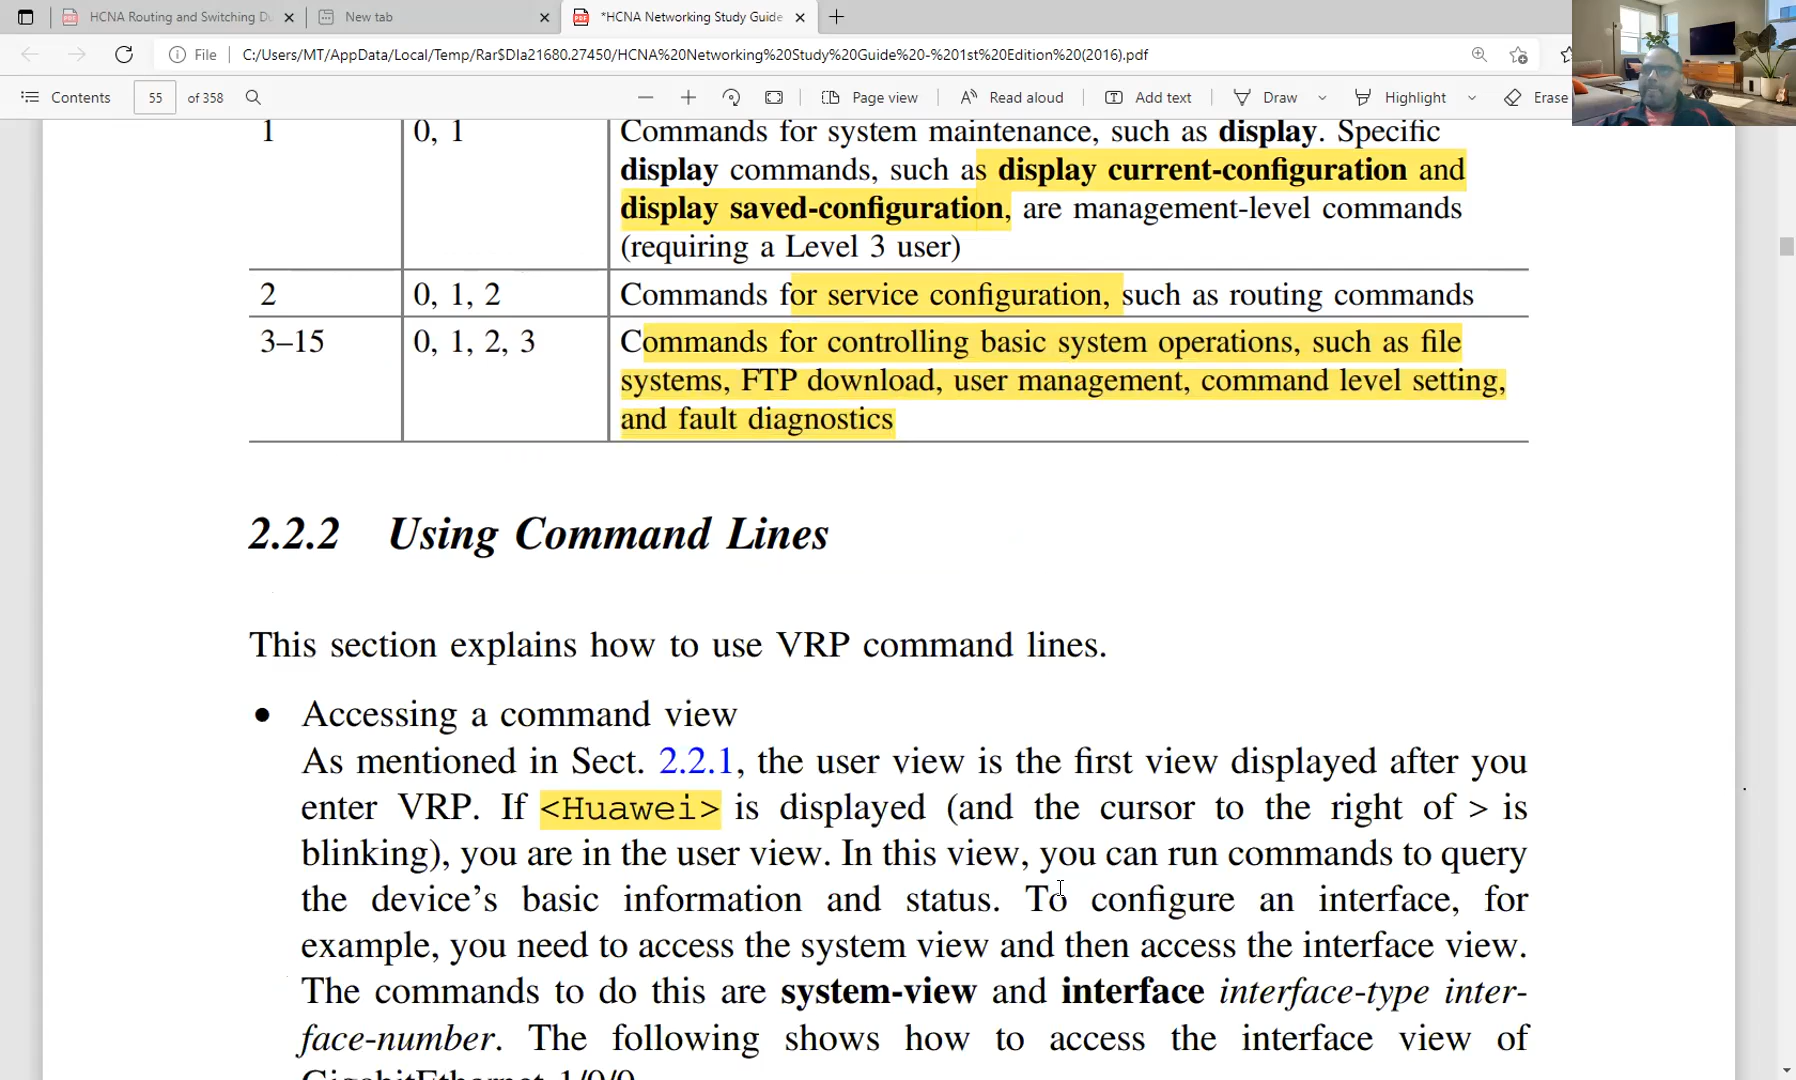 HCNA Routing and Switching Du
New tab
*HCNA Networking Study Guide
File
C:/Users/MT/AppData/Local/Temp/Rar$DIa21680.27450/HCNA%20Networking%20Study%20Guide%20-%201st%20Edition%20(2016).pdf
Contents
55
of 358
Page view
Read aloud
Add text
Draw
Highlight
Erase
1 0, 1 Commands for system maintenance, such as display. Specific
display commands, such as display current-configuration and
display saved-configuration, are management-level commands
(requiring a Level 3 user)
2 0, 1, 2 Commands for service configuration, such as routing commands
3–15 0, 1, 2, 3 Commands for controlling basic system operations, such as file
systems, FTP download, user management, command level setting,
and fault diagnostics
2.2.2 Using Command Lines
This section explains how to use VRP command lines.
• Accessing a command view
As mentioned in Sect. 2.2.1, the user view is the first view displayed after you
enter VRP. If <Huawei> is displayed (and the cursor to the right of > is
blinking), you are in the user view. In this view, you can run commands to query
the device's basic information and status. To configure an interface, for
example, you need to access the system view and then access the interface view.
The commands to do this are system-view and interface interface-type inter-
face-number. The following shows how to access the interface view of
GigabitEthernet 1/0/0